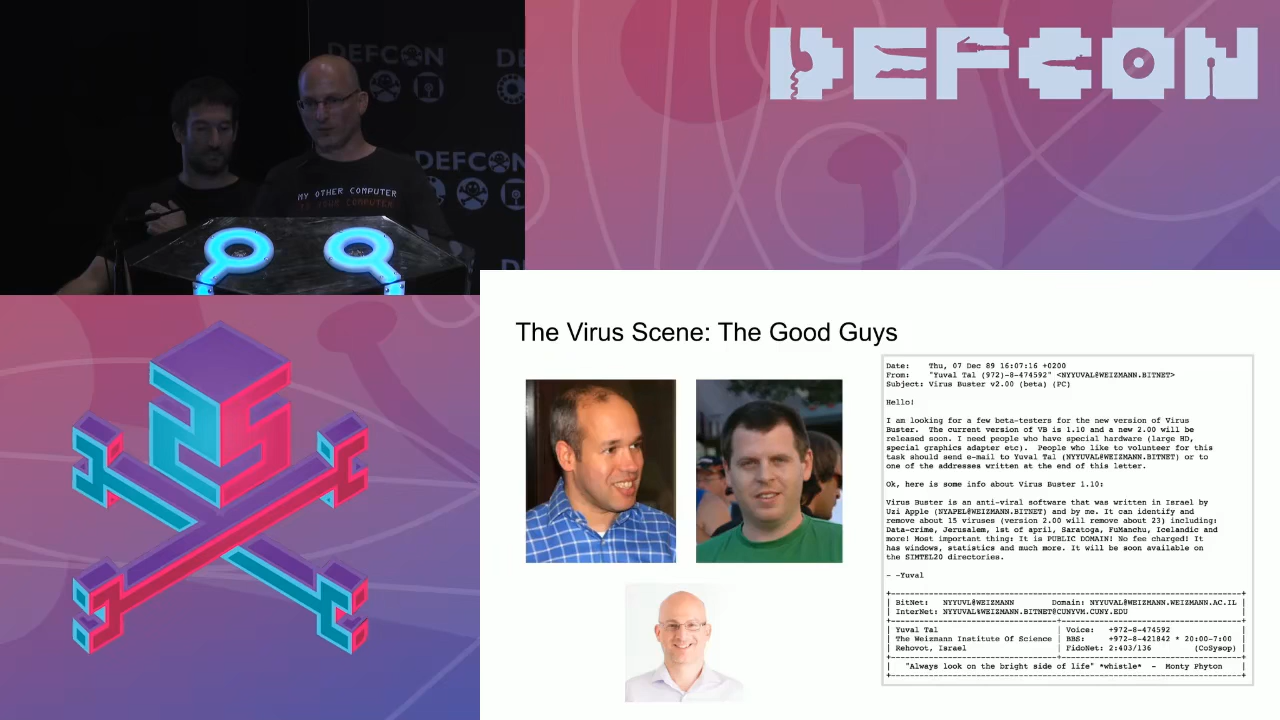 DEFCON
DEFCON
DEFCON
MY OTHER COMPUTER
IS YOUR COMPUTER
The Virus Scene: The Good Guys
Date: Thu, 07 Dec 89 16:07:16 +0200
From: "Yuval Tal (972)-8-474592" <NYYUVAL@WEIZMANN.BITNET>
Subject: Virus Buster v2.00 (beta) (PC)
Hello!
I am looking for a few beta-testers for the new version of Virus
Buster. The current version of VB is 1.10 and a new 2.00 will be
released soon. I need people who have special hardware (large HD,
special graphics adapter etc). People who like to volunteer for this
task should send e-mail to Yuval Tal (NYYUVAL@WEIZMANN.BITNET) or to
one of the addresses written at the end of this letter.
Ok, here is some info about Virus Buster 1.10:
Virus Buster is an anti-viral software that was written in Israel by
Uzi Apple (NYAPEL@WEIZMANN.BITNET) and by me. It can identify and
remove about 15 viruses (version 2.00 will remove about 23) including:
Data-crime, Jerusalem, 1st of april, Saratoga, FuManchu, Icelandic and
more! Most important thing: It is PUBLIC DOMAIN! No fee charged! It
has windows, statistics and much more. It will be soon available on
the SIMTEL20 directories.
- -Yuval
+--------------------------------------------------------------------------+
| BitNet: NYYUVL@WEIZMANN Domain: NYYUVAL@WEIZMANN.WEIZMANN.AC.IL |
| InterNet: NYYUVAL%WEIZMANN.BITNET@CUNYVM.CUNY.EDU
+-----------------------------------+--------------------------------------+
| Yuval Tal | Voice: +972-8-474592 |
| The Weizmann Institute Of Science | BBS: +972-8-421842 * 20:00-7:00 |
| Rehovot, Israel | FidoNet: 2:403/136 (CoSysop) |
+-----------------------------------+--------------------------------------+
| "Always look on the bright side of life" *whistle* - Monty Phyton |
+--------------------------------------------------------------------------+